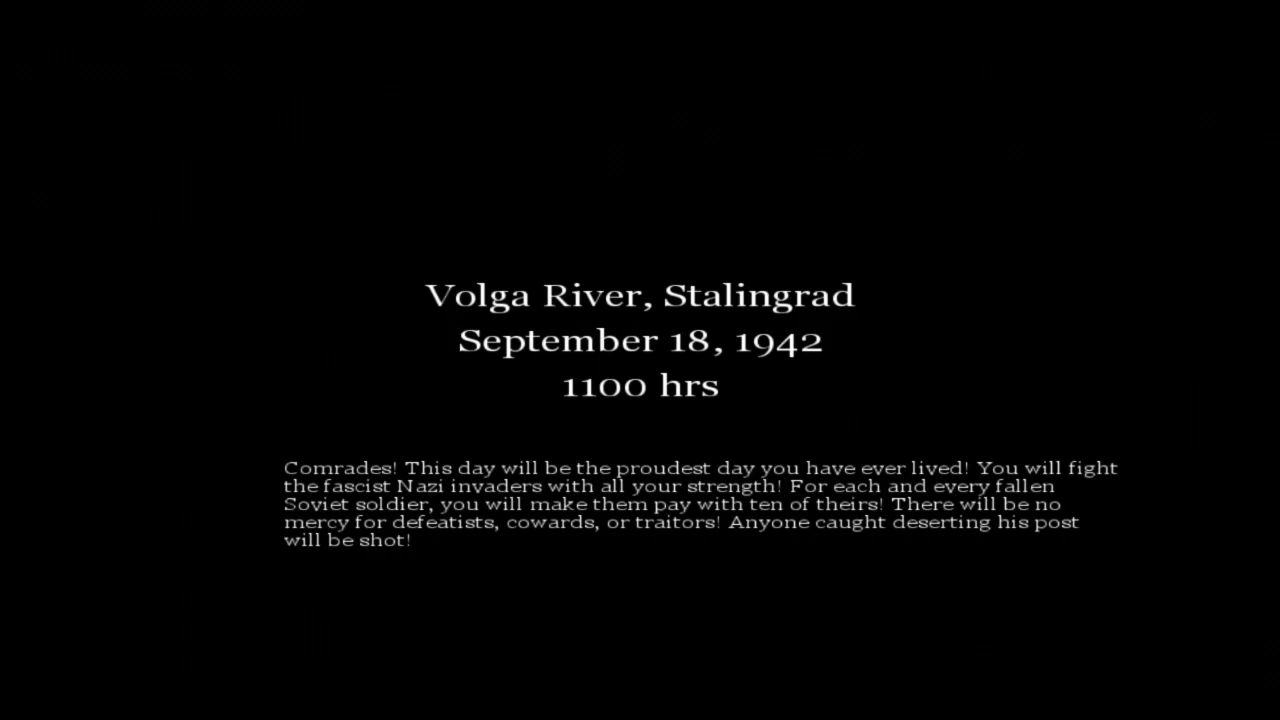 Volga River, Stalingrad
September 18, 1942
1100 hrs
Comrades! This day will be the proudest day you have ever lived! You will fight
the fascist Nazi invaders with all your strength! For each and every fallen
Soviet soldier, you will make them pay with ten of theirs! There will be no
mercy for defeatists, cowards, or traitors! Anyone caught deserting his post
will be shot!